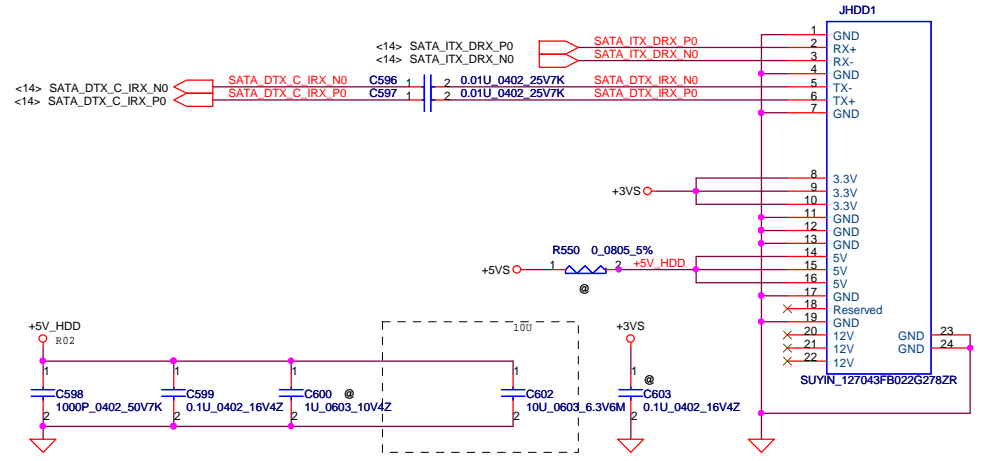 JHDD1
<14> SATA_ITX_DRX_P0 SATA_ITX_DRX_P0
<14> SATA_ITX_DRX_N0 SATA_ITX_DRX_N0
<14> SATA_DTX_C_IRX_N0 SATA_DTX_C_IRX_N0 C596 1 2 0.01U_0402_25V7K SATA_DTX_IRX_N0
<14> SATA_DTX_C_IRX_P0 SATA_DTX_C_IRX_P0 C597 1 2 0.01U_0402_25V7K SATA_DTX_IRX_P0
1 GND
2 RX+
3 RX-
4 GND
5 TX-
6 TX+
7 GND
+3VS
8 3.3V
9 3.3V
10 3.3V
11 GND
12 GND
13 GND
14 5V
15 5V
16 5V
17 GND
18 Reserved
19 GND
20 12V
21 12V
22 12V
GND 23
GND 24
SUYIN_127043FB022G278ZR
R550 0_0805_5%
+5VS 1 2 +5V_HDD
@
+5V_HDD
R02
10U
+3VS
1 C598 2
1000P_0402_50V7K
1 C599 2
0.1U_0402_16V4Z
1 C600 @ 2
1U_0603_10V4Z
1 C602 2
10U_0603_6.3V6M
1 @ C603 2
0.1U_0402_16V4Z